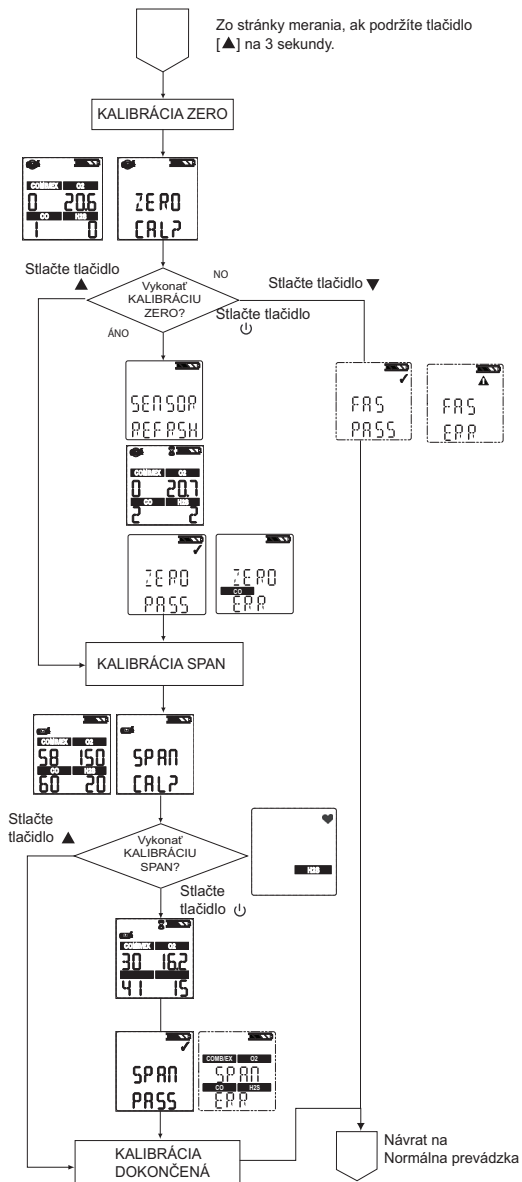 Zo stránky merania, ak podržíte tlačidlo
[▲] na 3 sekundy.
KALIBRÁCIA ZERO
COMB/EX O2
0 20.6
CO H2S
1 0
ZERO
CAL?
Stlačte tlačidlo
▲
Vykonať
KALIBRÁCIU
ZERO?
NO
Stlačte tlačidlo ▼
Stlačte tlačidlo
ÁNO
SENSOR
REFRSH
FAS
PASS
FAS
ERR
COMB/EX O2
0 20.7
CO H2S
2 2
ZERO
PASS
ZERO
CO
ERR
KALIBRÁCIA SPAN
COMB/EX O2
58 150
CO H2S
60 20
SPAN
CAL?
Stlačte
tlačidlo ▲
Vykonať
KALIBRÁCIU
SPAN?
H2S
Stlačte
tlačidlo
COMB/EX O2
30 16.2
41 15
SPAN
PASS
COMB/EX O2
SPAN
CO H2S
ERR
KALIBRÁCIA
DOKONČENÁ
Návrat na
Normálna prevádzka